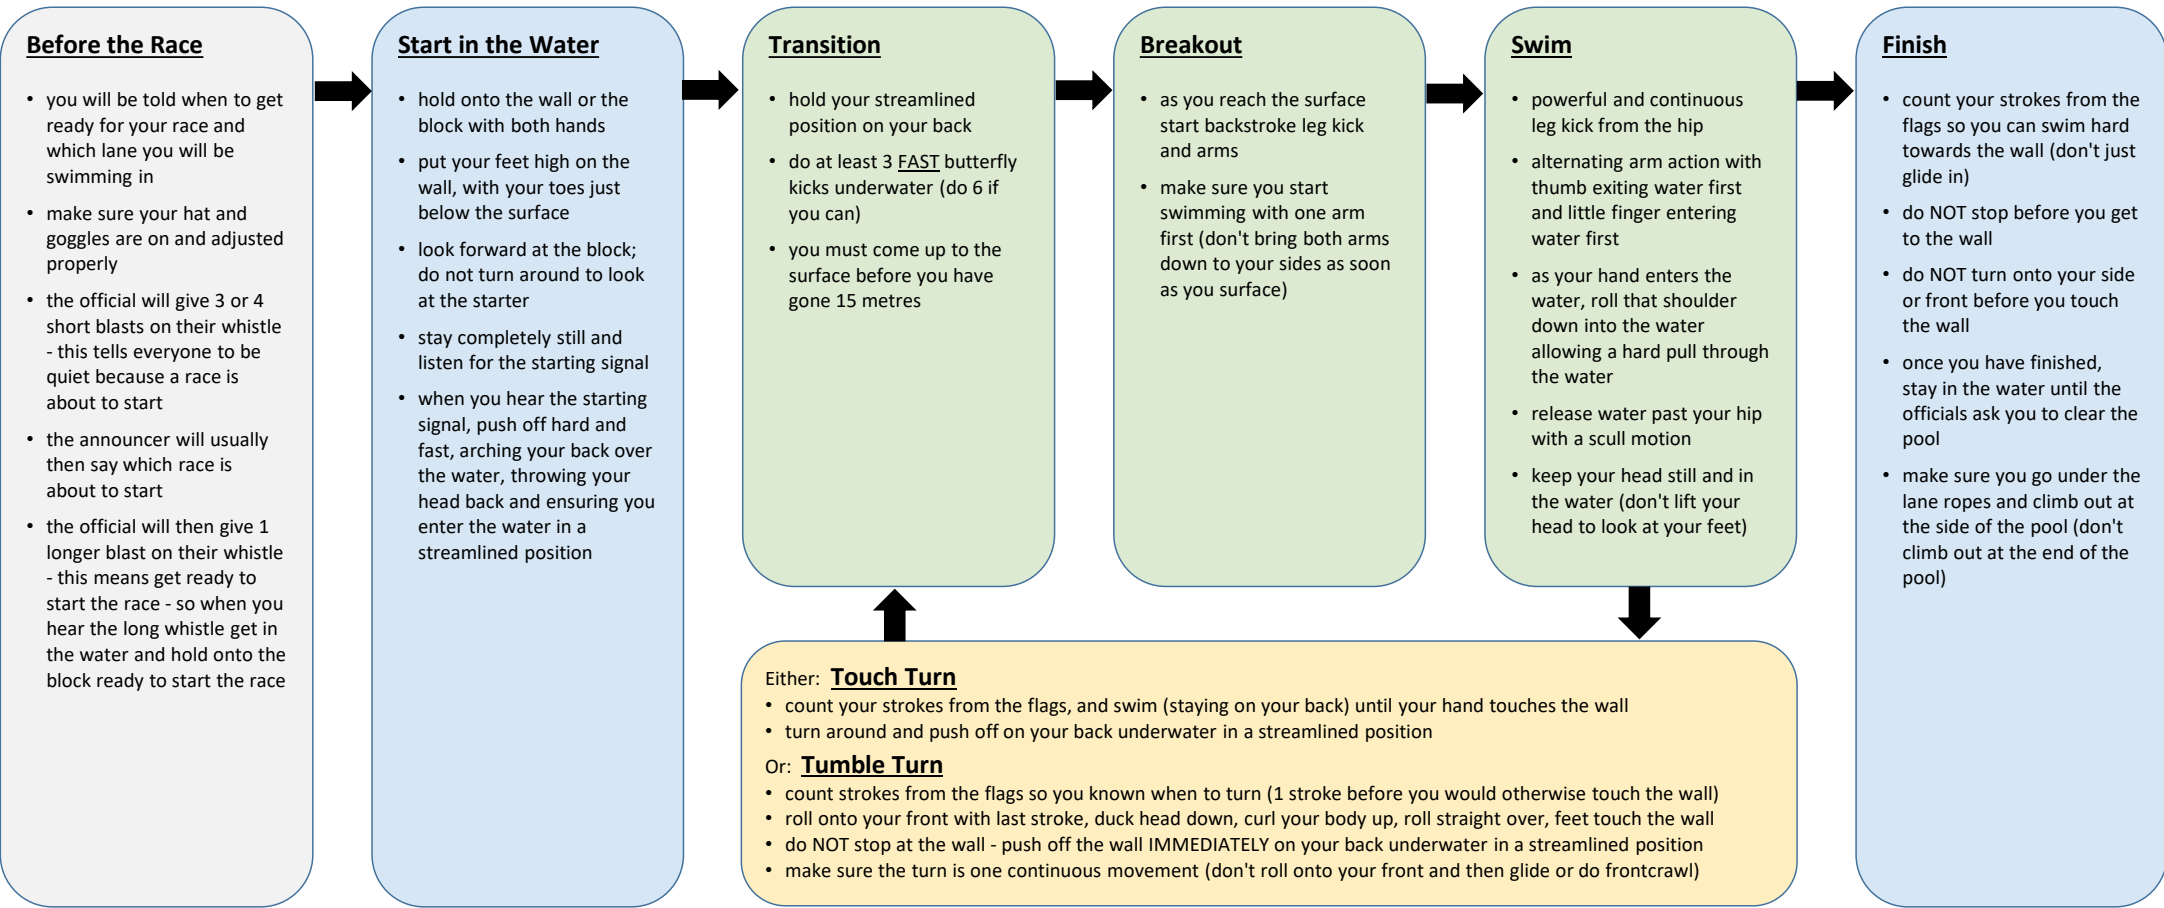 Before the Race
• you will be told when to get
ready for your race and
which lane you will be
swimming in
• make sure your hat and
goggles are on and adjusted
properly
• the official will give 3 or 4
short blasts on their whistle
- this tells everyone to be
quiet because a race is
about to start
• the announcer will usually
then say which race is
about to start
• the official will then give 1
longer blast on their whistle
- this means get ready to
start the race - so when you
hear the long whistle get in
the water and hold onto the
block ready to start the race
Start in the Water
• hold onto the wall or the
block with both hands
• put your feet high on the
wall, with your toes just
below the surface
• look forward at the block;
do not turn around to look
at the starter
• stay completely still and
listen for the starting signal
• when you hear the starting
signal, push off hard and
fast, arching your back over
the water, throwing your
head back and ensuring you
enter the water in a
streamlined position
Transition
• hold your streamlined
position on your back
• do at least 3 FAST butterfly
kicks underwater (do 6 if
you can)
• you must come up to the
surface before you have
gone 15 metres
Breakout
• as you reach the surface
start backstroke leg kick
and arms
• make sure you start
swimming with one arm
first (don't bring both arms
down to your sides as soon
as you surface)
Swim
• powerful and continuous
leg kick from the hip
• alternating arm action with
thumb exiting water first
and little finger entering
water first
• as your hand enters the
water, roll that shoulder
down into the water
allowing a hard pull through
the water
• release water past your hip
with a scull motion
• keep your head still and in
the water (don't lift your
head to look at your feet)
Either: Touch Turn
• count your strokes from the flags, and swim (staying on your back) until your hand touches the wall
• turn around and push off on your back underwater in a streamlined position
Or: Tumble Turn
• count strokes from the flags so you known when to turn (1 stroke before you would otherwise touch the wall)
• roll onto your front with last stroke, duck head down, curl your body up, roll straight over, feet touch the wall
• do NOT stop at the wall - push off the wall IMMEDIATELY on your back underwater in a streamlined position
• make sure the turn is one continuous movement (don't roll onto your front and then glide or do frontcrawl)
Finish
• count your strokes from the
flags so you can swim hard
towards the wall (don't just
glide in)
• do NOT stop before you get
to the wall
• do NOT turn onto your side
or front before you touch
the wall
• once you have finished,
stay in the water until the
officials ask you to clear the
pool
• make sure you go under the
lane ropes and climb out at
the side of the pool (don't
climb out at the end of the
pool)